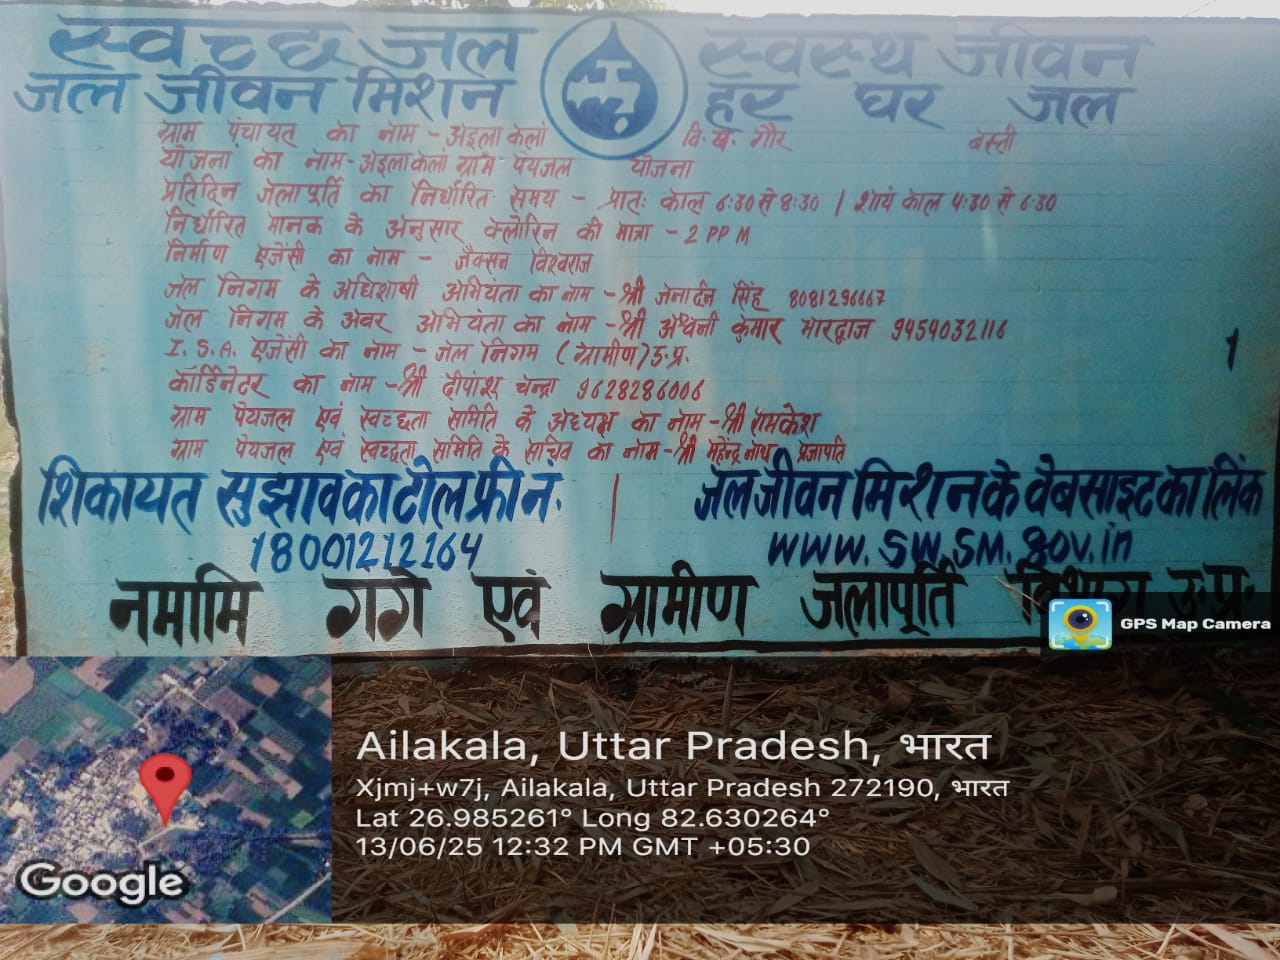 स्वच्छ जल स्वस्थ जीवन
जल जीवन मिशन हर घर जल
ग्राम पंचायत का नाम - अइला कलां वि.ख. गौर बस्ती
योजना का नाम - अइलाकलां ग्राम पेयजल योजना
प्रतिदिन जलापूर्ति का निर्धारित समय - प्रातः काल 6:30 से 8:30 / शायं काल 4:30 से 6:30
निर्धारित मानक के अनुसार क्लोरिन की मात्रा - 2 PPM
निर्माण एजेंसी का नाम - जैक्सन विश्वराज
जल निगम के अधिशाषी अभियंता का नाम - श्री जनार्दन सिंह 8081296667
जल निगम के अवर अभियंता का नाम - श्री अश्वनी कुमार भारद्वाज 9454032116
I.S.A. एजेंसी का नाम - जल निगम (ग्रामीण) उ.प्र.
1
कॉर्डिनेटर का नाम - श्री दीपांशू चन्द्रा 9628286006
ग्राम पेयजल एवं स्वच्छता समिति के अध्यक्ष का नाम - श्री रामकेश
ग्राम पेयजल एवं स्वच्छता समिति के सचिव का नाम - श्री महेन्द्र नाथ प्रजापति
शिकायत सुझाव का टोल फ्री नं. | जल जीवन मिशन के वेबसाइट का लिंक
18001212164 www.swsm.gov.in
नमामि गंगे एवं ग्रामीण जलापूर्ति विभाग उ.प्र.
GPS Map Camera
Ailakala, Uttar Pradesh, भारत
Xjmj+w7j, Ailakala, Uttar Pradesh 272190, भारत
Lat 26.985261° Long 82.630264°
13/06/25 12:32 PM GMT +05:30
Google